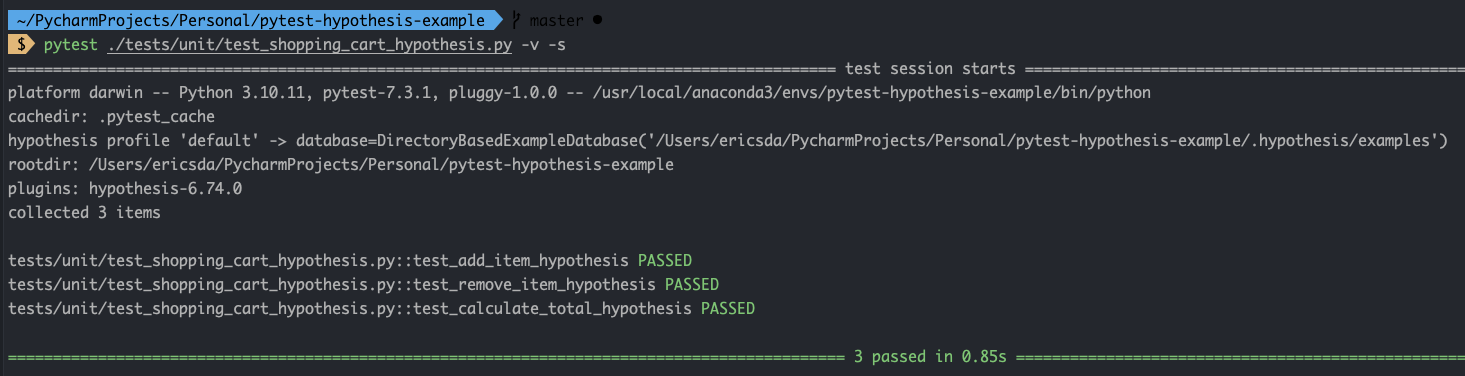 ~/PycharmProjects/Personal/pytest-hypothesis-example master ●
$ pytest ./tests/unit/test_shopping_cart_hypothesis.py -v -s
============================================================================================ test session starts =================================================
platform darwin -- Python 3.10.11, pytest-7.3.1, pluggy-1.0.0 -- /usr/local/anaconda3/envs/pytest-hypothesis-example/bin/python
cachedir: .pytest_cache
hypothesis profile 'default' -> database=DirectoryBasedExampleDatabase('/Users/ericsda/PycharmProjects/Personal/pytest-hypothesis-example/.hypothesis/examples')
rootdir: /Users/ericsda/PycharmProjects/Personal/pytest-hypothesis-example
plugins: hypothesis-6.74.0
collected 3 items
tests/unit/test_shopping_cart_hypothesis.py::test_add_item_hypothesis PASSED
tests/unit/test_shopping_cart_hypothesis.py::test_remove_item_hypothesis PASSED
tests/unit/test_shopping_cart_hypothesis.py::test_calculate_total_hypothesis PASSED
============================================================================================= 3 passed in 0.85s ==================================================